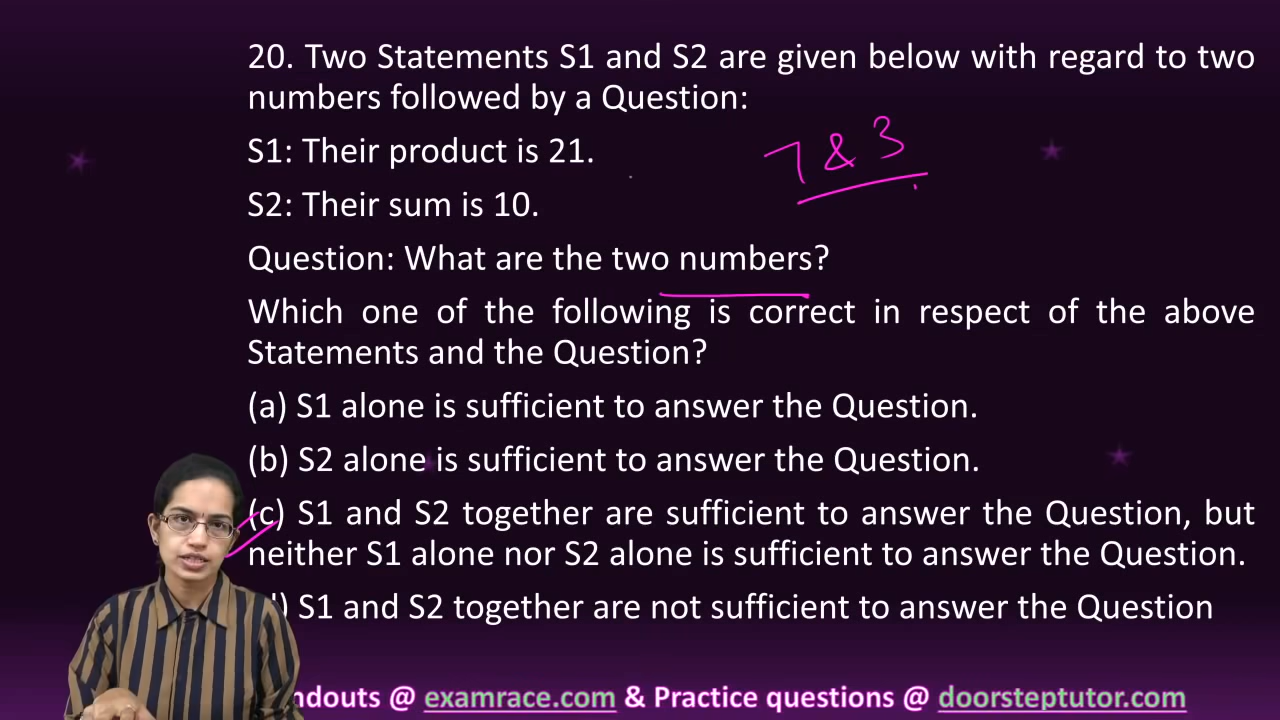 20. Two Statements S1 and S2 are given below with regard to two
numbers followed by a Question:
S1: Their product is 21.
7 & 3
S2: Their sum is 10.
Question: What are the two numbers?
Which one of the following is correct in respect of the above
Statements and the Question?
(a) S1 alone is sufficient to answer the Question.
(b) S2 alone is sufficient to answer the Question.
(c) S1 and S2 together are sufficient to answer the Question, but
neither S1 alone nor S2 alone is sufficient to answer the Question.
) S1 and S2 together are not sufficient to answer the Question
ndouts @ examrace.com & Practice questions @ doorsteptutor.com